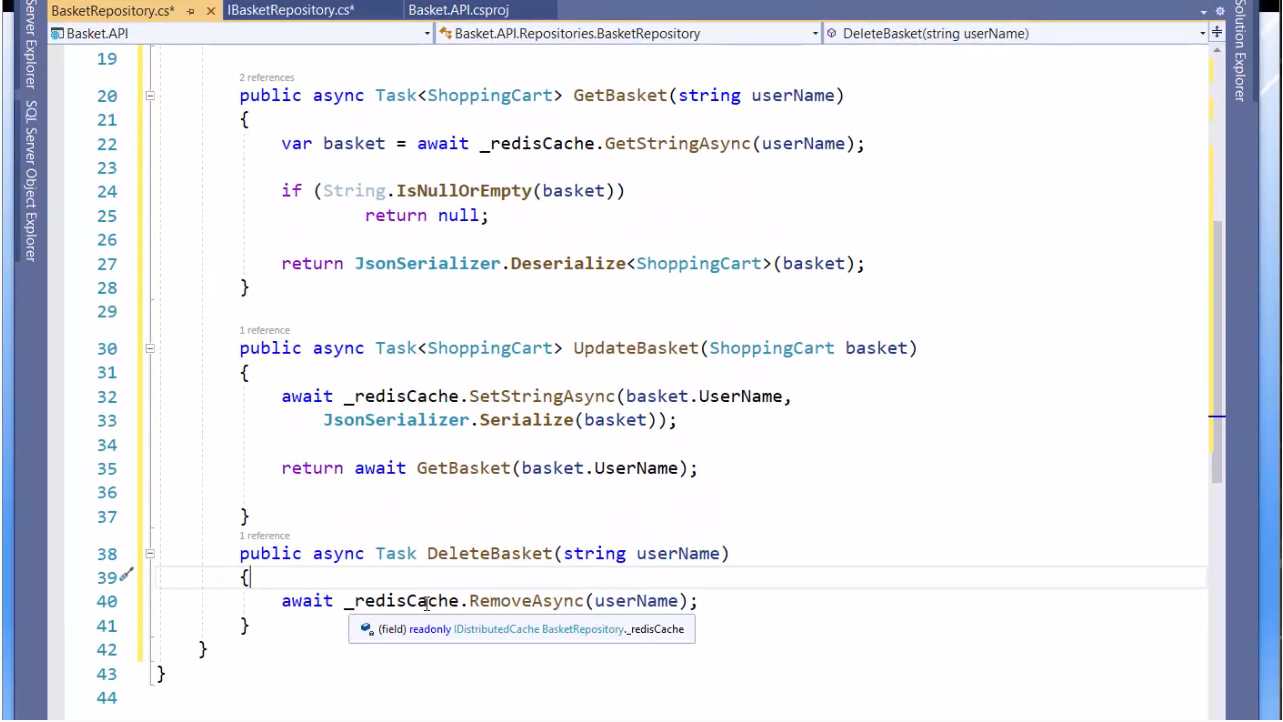 BasketRepository.cs*
IBasketRepository.cs*
Basket.API.csproj
Basket.API
Basket.API.Repositories.BasketRepository
DeleteBasket(string userName)
Server Explorer
SQL Server Object Explorer
Solution Explorer
19
2 references
20 public async Task<ShoppingCart> GetBasket(string userName)
21 {
22 var basket = await _redisCache.GetStringAsync(userName);
23
24 if (String.IsNullOrEmpty(basket))
25 return null;
26
27 return JsonSerializer.Deserialize<ShoppingCart>(basket);
28 }
29
1 reference
30 public async Task<ShoppingCart> UpdateBasket(ShoppingCart basket)
31 {
32 await _redisCache.SetStringAsync(basket.UserName,
33 JsonSerializer.Serialize(basket));
34
35 return await GetBasket(basket.UserName);
36
37 }
1 reference
38 public async Task DeleteBasket(string userName)
39 {
40 await _redisCache.RemoveAsync(userName);
41 }
(field) readonly IDistributedCache BasketRepository._redisCache
42 }
43 }
44